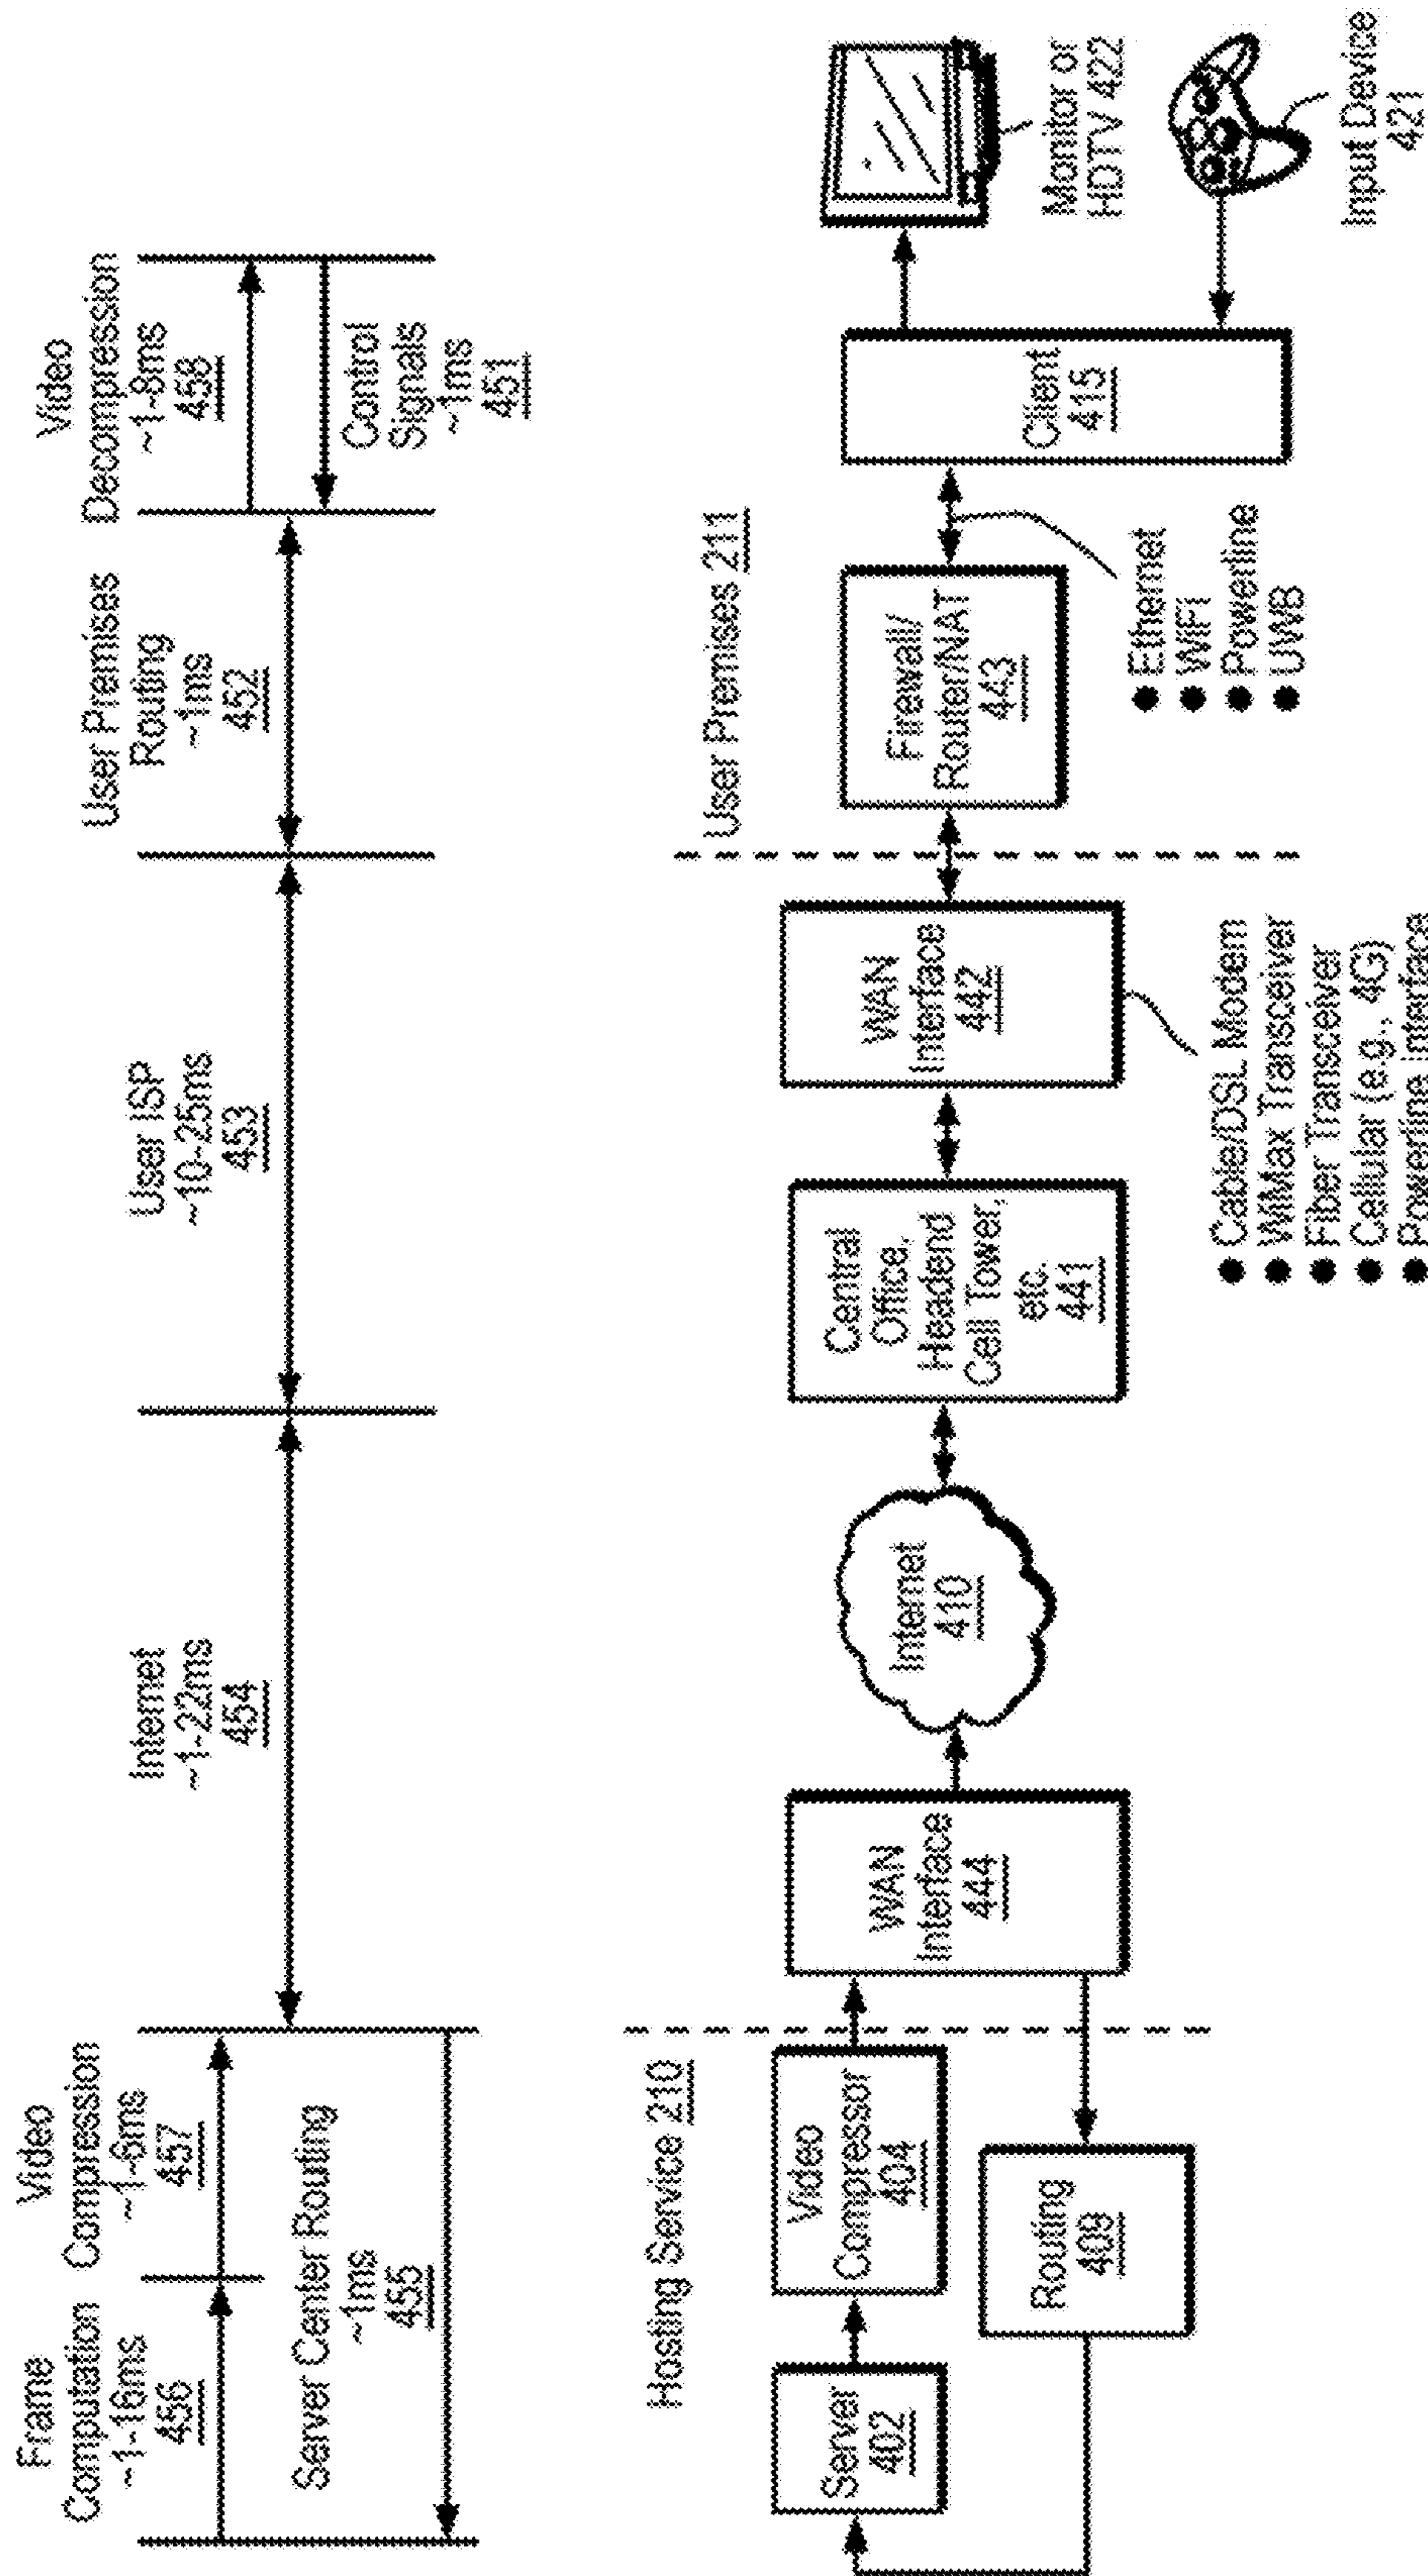 Frame
Computation
~1-16ms
456
Video
Compression
~1-6ms
457
Server Center Routing
~1ms
455
Internet
~1-22ms
454
User ISP
~10-25ms
453
User Premises
Routing
~1ms
452
Video
Decompression
~1-8ms
458
Control
Signals
~1ms
451
Hosting Service 210
User Premises 211
Server
402
Video
Compressor
404
Routing
409
WAN
Interface
444
Internet
410
Central
Office,
Headend
Cell Tower,
etc.
441
WAN
Interface
442
● Cable/DSL Modem
● WiMax Transceiver
● Fiber Transceiver
● Cellular (e.g., 4G)
● Powerline Interface
Firewall/
Router/NAT
443
● Ethernet
● WiFi
● Powerline
● UWB
Client
415
Monitor or
HDTV 422
Input Device
421